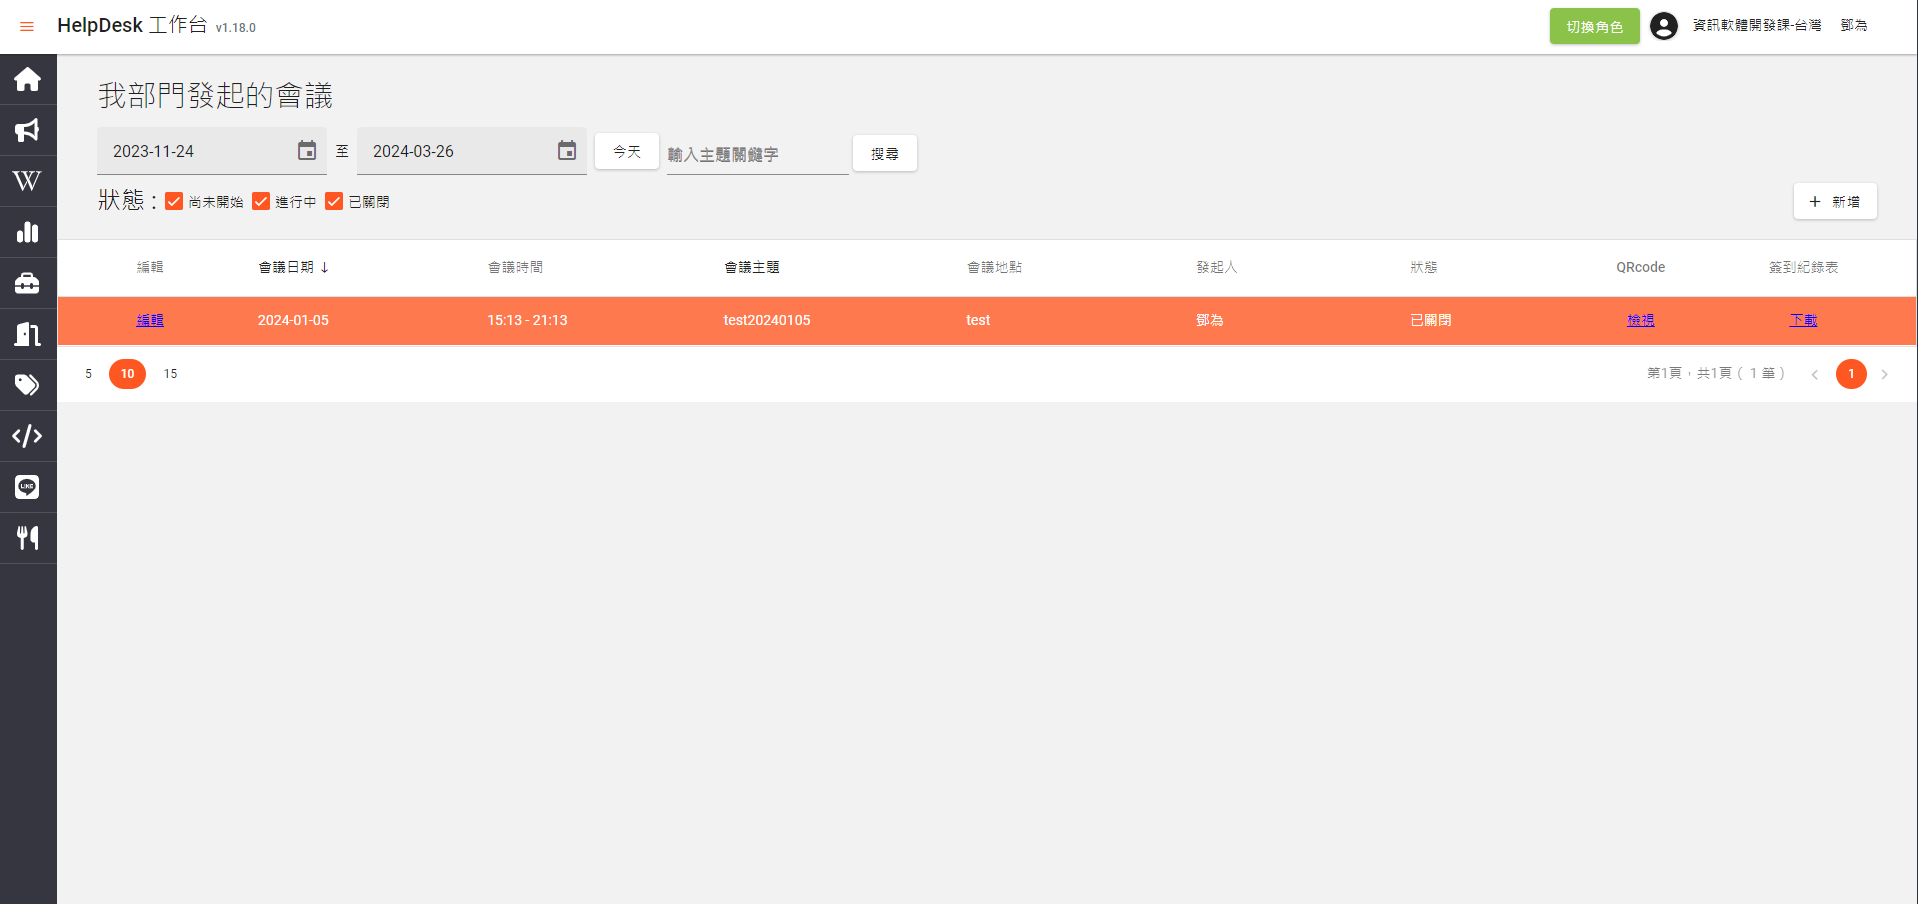 HelpDesk 工作台 v1.18.0
切換角色 資訊軟體開發課-台灣 鄧為
我部門發起的會議
2023-11-24 至 2024-03-26 今天 輸入主題關鍵字 搜尋
狀態： 尚未開始 進行中 已關閉
+ 新增
編輯 會議日期 ↓ 會議時間 會議主題 會議地點 發起人 狀態 QRcode 簽到紀錄表
編輯 2024-01-05 15:13 - 21:13 test20240105 test 鄧為 已關閉 檢視 下載
5 10 15
第1頁，共1頁（ 1 筆） 1
W
LIKE